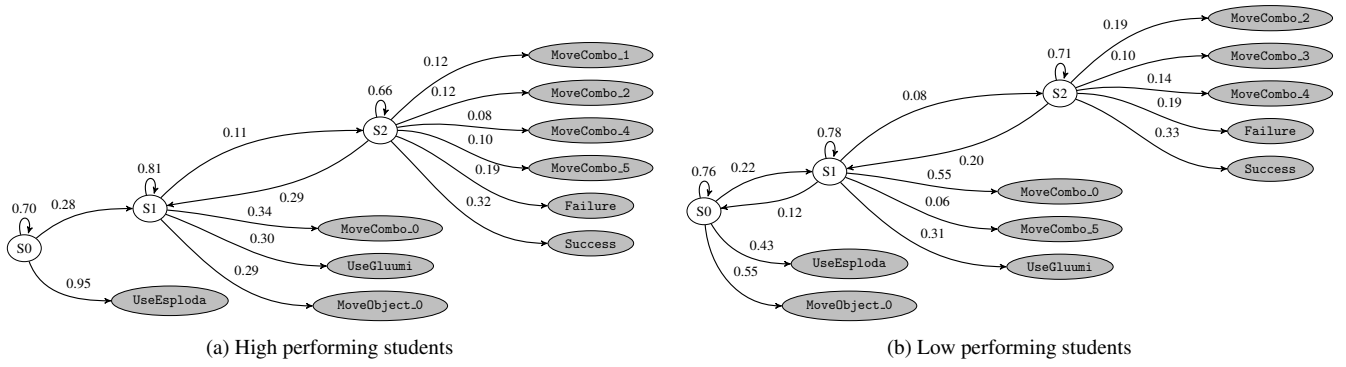 0.70
S0
0.28
0.95
UseEsploda
0.81
S1
0.11
0.29
0.34
MoveCombo_0
0.30
UseGluumi
0.29
MoveObject_0
0.66
S2
0.12
MoveCombo_1
0.12
MoveCombo_2
0.08
MoveCombo_4
0.10
MoveCombo_5
0.19
Failure
0.32
Success
(a) High performing students
0.76
S0
0.22
0.12
0.43
UseEsploda
0.55
MoveObject_0
0.78
S1
0.08
0.20
0.55
MoveCombo_0
0.06
MoveCombo_5
0.31
UseGluumi
0.71
S2
0.19
MoveCombo_2
0.10
MoveCombo_3
0.14
MoveCombo_4
0.19
Failure
0.33
Success
(b) Low performing students